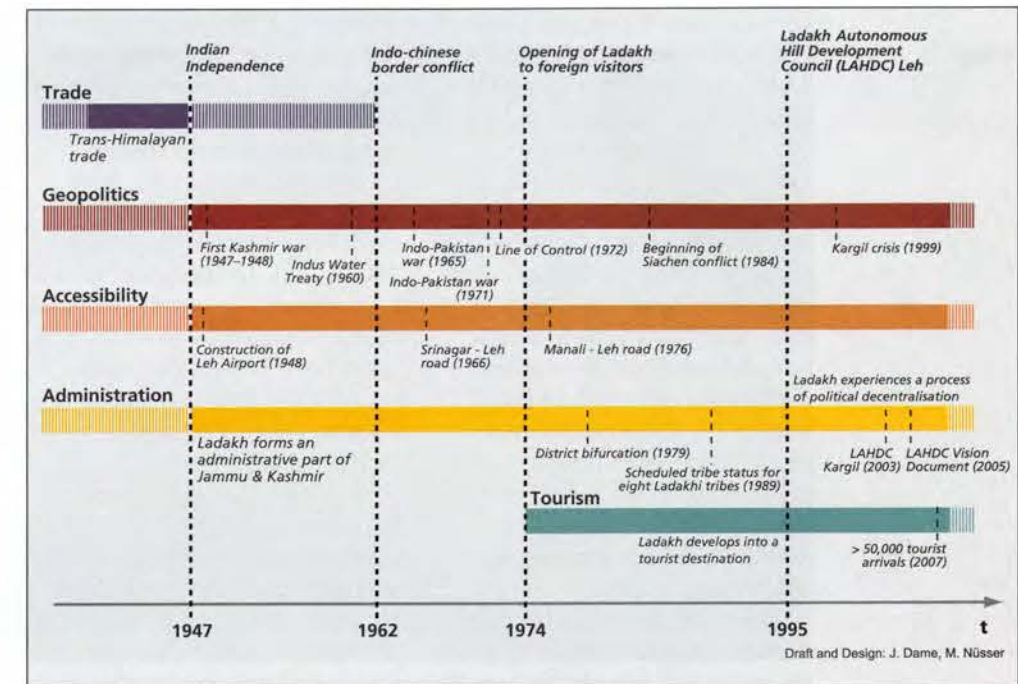 Indian
Independence
Indo-chinese
border conflict
Opening of Ladakh
to foreign visitors
Ladakh Autonomous
Hill Development
Council (LAHDC) Leh
Trade
Trans-Himalayan
trade
Geopolitics
First Kashmir war
(1947–1948)
Indus Water
Treaty (1960)
Indo-Pakistan
war (1965)
Indo-Pakistan war
(1971)
Line of Control (1972)
Beginning of
Siachen conflict (1984)
Kargil crisis (1999)
Accessibility
Construction of
Leh Airport (1948)
Srinagar - Leh
road (1966)
Manali - Leh road (1976)
Administration
Ladakh experiences a process
of political decentralisation
Ladakh forms an
administrative part of
Jammu & Kashmir
District bifurcation (1979)
Scheduled tribe status for
eight Ladakhi tribes (1989)
LAHDC
Kargil (2003)
LAHDC Vision
Document (2005)
Tourism
Ladakh develops into a
tourist destination
> 50,000 tourist
arrivals (2007)
1947
1962
1974
1995
t
Draft and Design: J. Dame, M. Nüsser